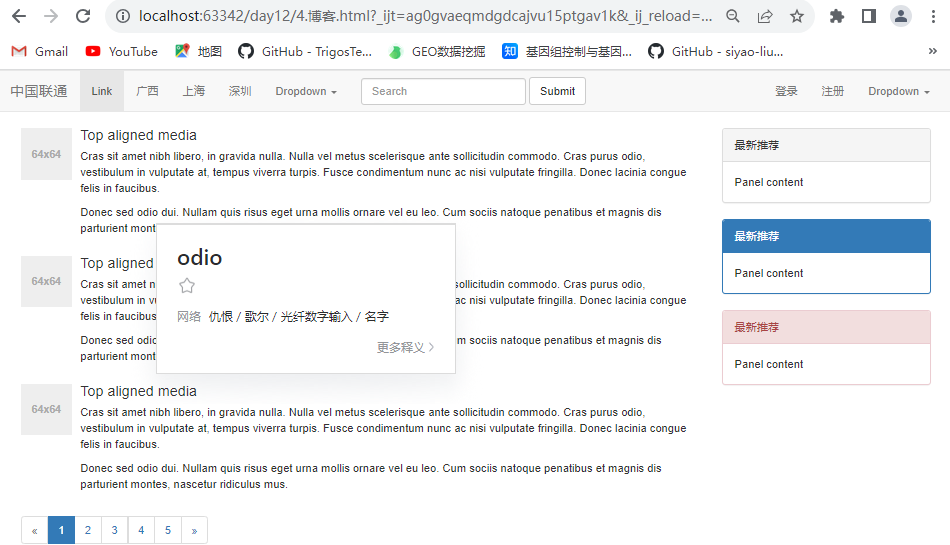 localhost:63342/day12/4.博客.html?_ijt=ag0gvaeqmdgdcajvu15ptgav1k&_ij_reload=...
Gmail YouTube 地图 GitHub - TrigosTe... GEO数据挖掘 知 基因组控制与基因... GitHub - siyao-liu... »
中国联通 Link 广西 上海 深圳 Dropdown Search Submit 登录 注册 Dropdown
64x64
Top aligned media
Cras sit amet nibh libero, in gravida nulla. Nulla vel metus scelerisque ante sollicitudin commodo. Cras purus odio,
vestibulum in vulputate at, tempus viverra turpis. Fusce condimentum nunc ac nisi vulputate fringilla. Donec lacinia congue
felis in faucibus.
Donec sed odio dui. Nullam quis risus eget urna mollis ornare vel eu leo. Cum sociis natoque penatibus et magnis dis
parturient mont
64x64
Top aligned
Cras sit amet n sollicitudin commodo. Cras purus odio,
vestibulum in v vulputate fringilla. Donec lacinia congue
felis in faucibus
Donec sed odio m sociis natoque penatibus et magnis dis
parturient mont
odio
网络 仇恨 / 歌尔 / 光纤数字输入 / 名字
更多释义
64x64
Top aligned media
Cras sit amet nibh libero, in gravida nulla. Nulla vel metus scelerisque ante sollicitudin commodo. Cras purus odio,
vestibulum in vulputate at, tempus viverra turpis. Fusce condimentum nunc ac nisi vulputate fringilla. Donec lacinia congue
felis in faucibus.
Donec sed odio dui. Nullam quis risus eget urna mollis ornare vel eu leo. Cum sociis natoque penatibus et magnis dis
parturient montes, nascetur ridiculus mus.
« 1 2 3 4 5 »
最新推荐
Panel content
最新推荐
Panel content
最新推荐
Panel content